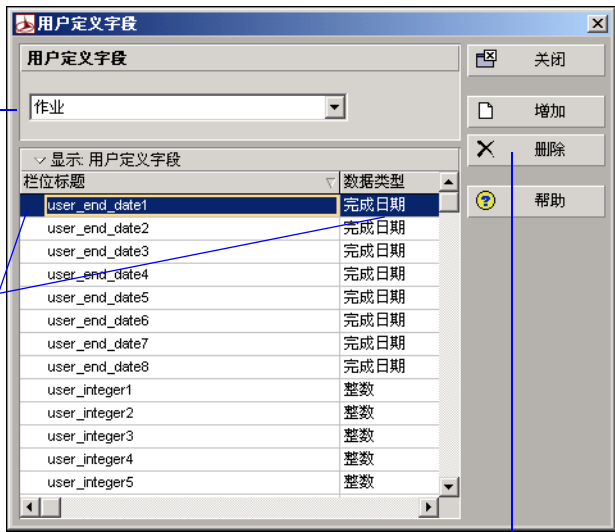 用户定义字段
用户定义字段
关闭
作业
增加
删除
显示: 用户定义字段
栏位标题 数据类型
帮助
user_end_date1 完成日期
user_end_date2 完成日期
user_end_date3 完成日期
user_end_date4 完成日期
user_end_date5 完成日期
user_end_date6 完成日期
user_end_date7 完成日期
user_end_date8 完成日期
user_integer1 整数
user_integer2 整数
user_integer3 整数
user_integer4 整数
user_integer5 整数